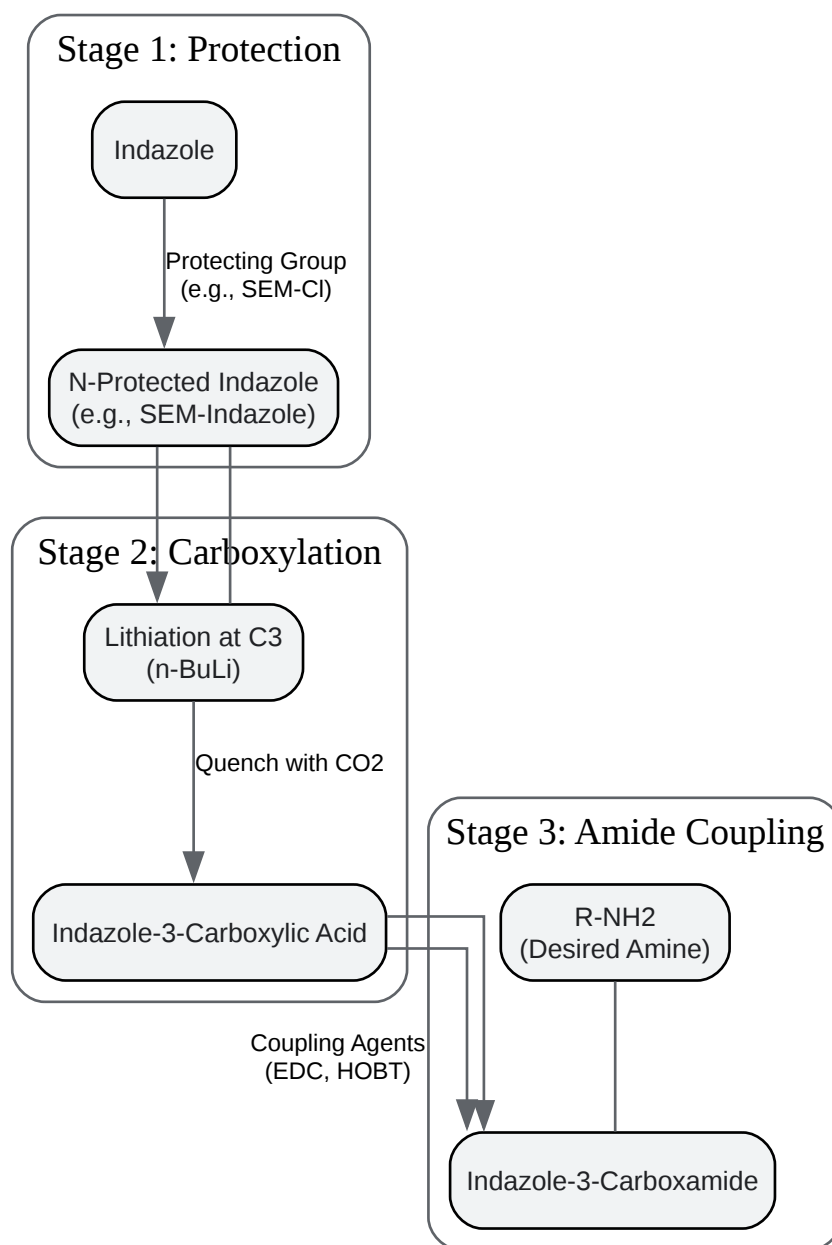 Stage 1: Protection
Indazole
Protecting Group
(e.g., SEM-Cl)
N-Protected Indazole
(e.g., SEM-Indazole)
Stage 2: Carboxylation
Lithiation at C3
(n-BuLi)
Quench with CO2
Indazole-3-Carboxylic Acid
Stage 3: Amide Coupling
R-NH2
(Desired Amine)
Coupling Agents
(EDC, HOBT)
Indazole-3-Carboxamide